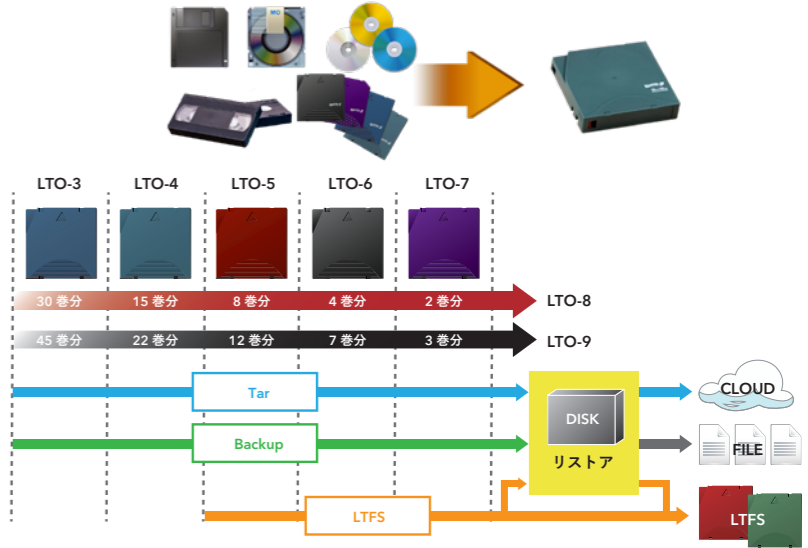 LTO-3 LTO-4 LTO-5 LTO-6 LTO-7
30 巻分 15 巻分 8 巻分 4 巻分 2 巻分 LTO-8
45 巻分 22 巻分 12 巻分 7 巻分 3 巻分 LTO-9
Tar
CLOUD
DISK
Backup
FILE
リストア
LTFS
LTFS